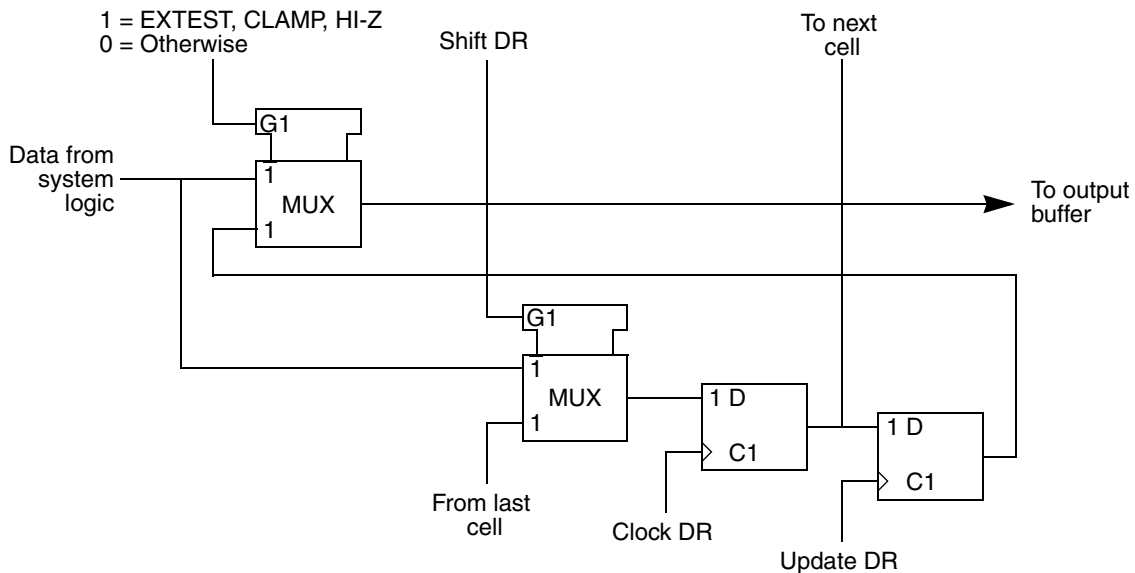 1 = EXTEST, CLAMP, HI-Z
0 = Otherwise
Shift DR
To next
cell
G1
Data from
system
logic
1
MUX
1
To output
buffer
G1
1
MUX
1
1 D
C1
1 D
C1
From last
cell
Clock DR
Update DR